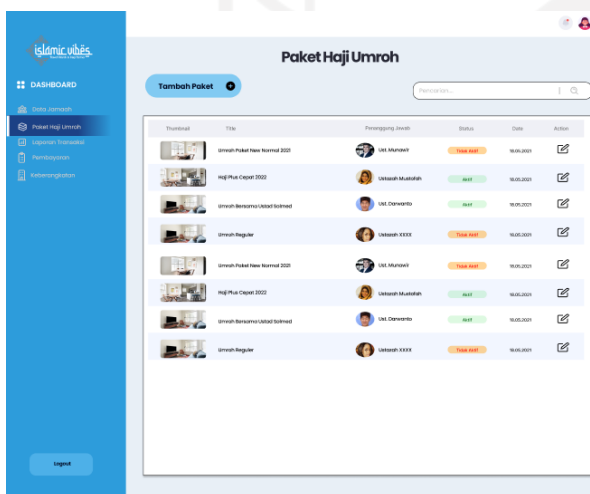 islamic vibes
Paket Haji Umroh
DASHBOARD
Tambah Paket
Pencarian...
Data Jamaah
Paket Haji Umroh
Laporan Transaksi
Pembayaran
Keberangkatan
Thumbnail Title Penanggung Jawab Status Date Action
Umroh Paket New Normal 2021 Ust. Munawir Tidak Aktif 19.05.2021
Haji Plus Cepat 2022 Ustazah Mustafah Aktif 19.05.2021
Umroh Bersama Ustad Solmed Ust. Darwanto Aktif 19.05.2021
Umroh Reguler Ustazah XXXX Tidak Aktif 19.05.2021
Umroh Paket New Normal 2021 Ust. Munawir Tidak Aktif 19.05.2021
Haji Plus Cepat 2022 Ustazah Mustafah Aktif 19.05.2021
Umroh Bersama Ustad Solmed Ust. Darwanto Aktif 19.05.2021
Umroh Reguler Ustazah XXXX Tidak Aktif 19.05.2021
Logout